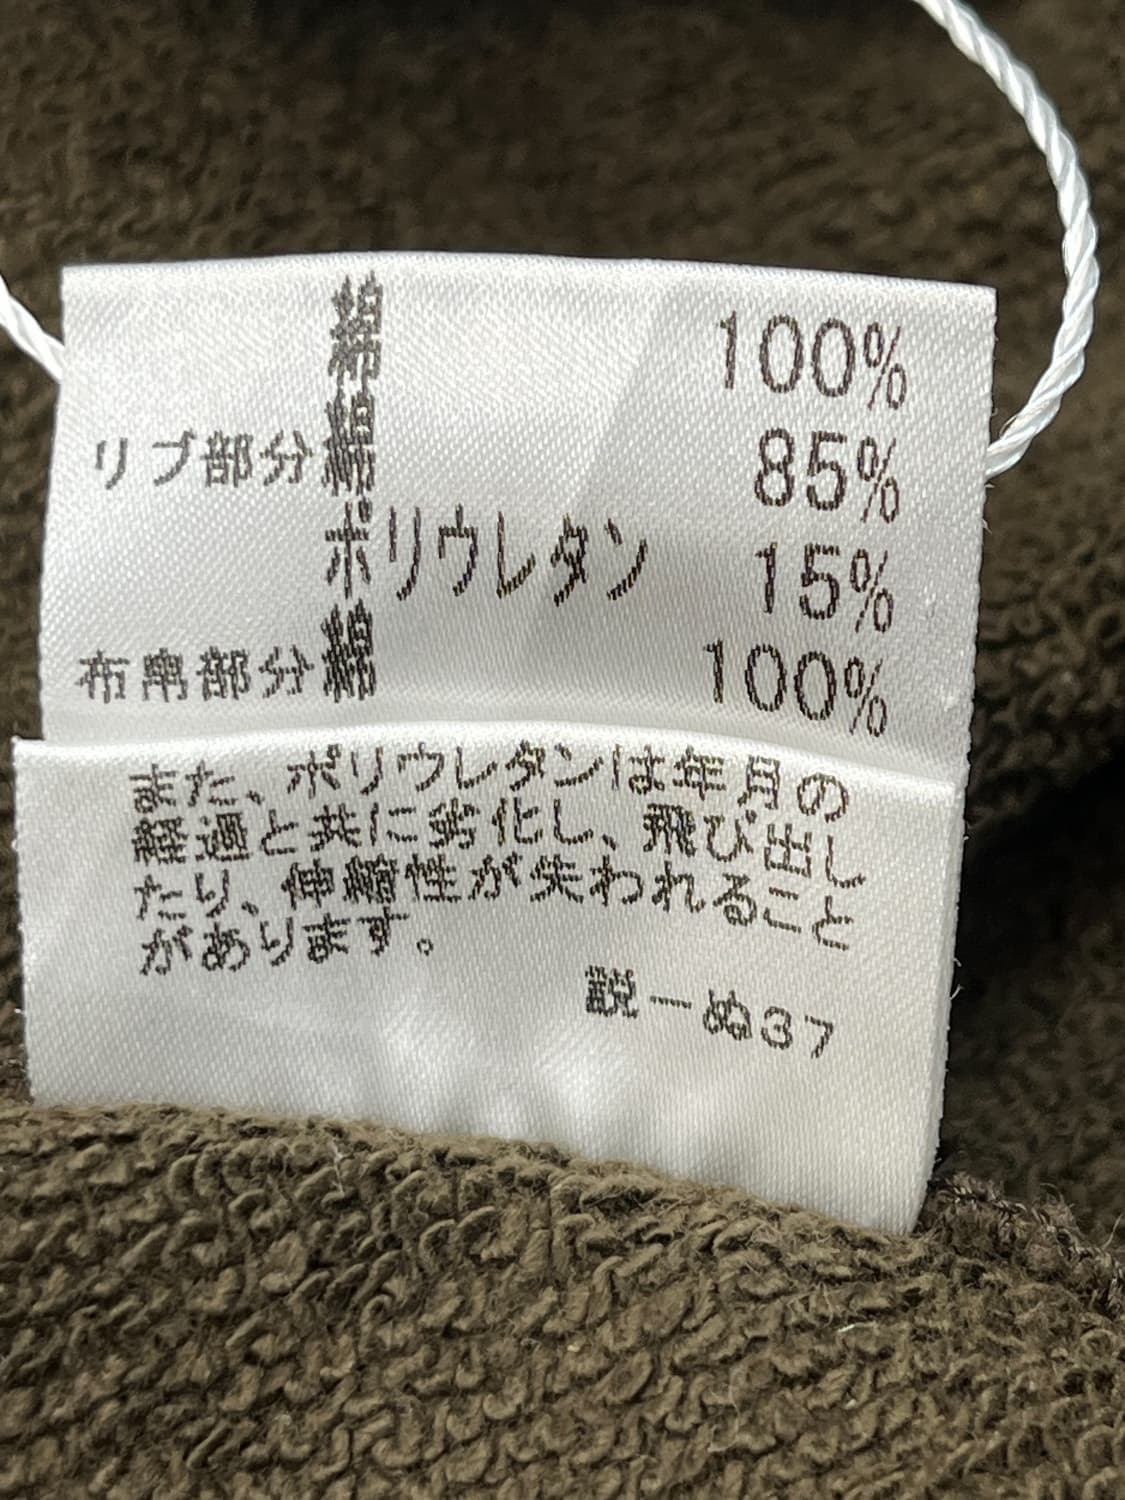 綿 100%
リブ部分 綿 85%
ポリウレタン 15%
布帛部分 綿 100%
また、ポリウレタンは年月の
経過と共に劣化し、飛び出し
たり、伸縮性が失われること
があります。
説ーぬ37